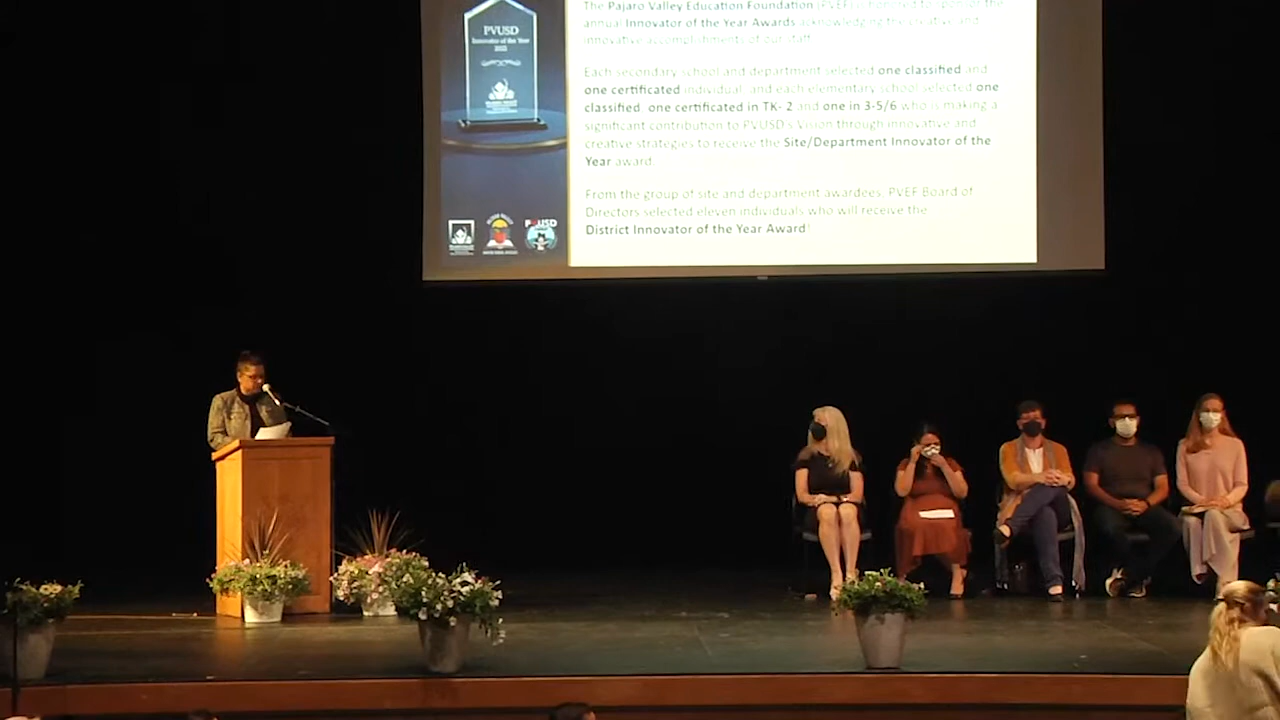 PVUSD
Innovator of the Year
2022
PVUSD
The Pajaro Valley Education Foundation (PVEF) is honored to sponsor the
annual Innovator of the Year Awards acknowledging the creative and
innovative accomplishments of our staff.
Each secondary school and department selected one classified and
one certificated individual, and each elementary school selected one
classified, one certificated in TK- 2 and one in 3-5/6 who is making a
significant contribution to PVUSD's Vision through innovative and
creative strategies to receive the Site/Department Innovator of the
Year award.
From the group of site and department awardees, PVEF Board of
Directors selected eleven individuals who will receive the
District Innovator of the Year Award!